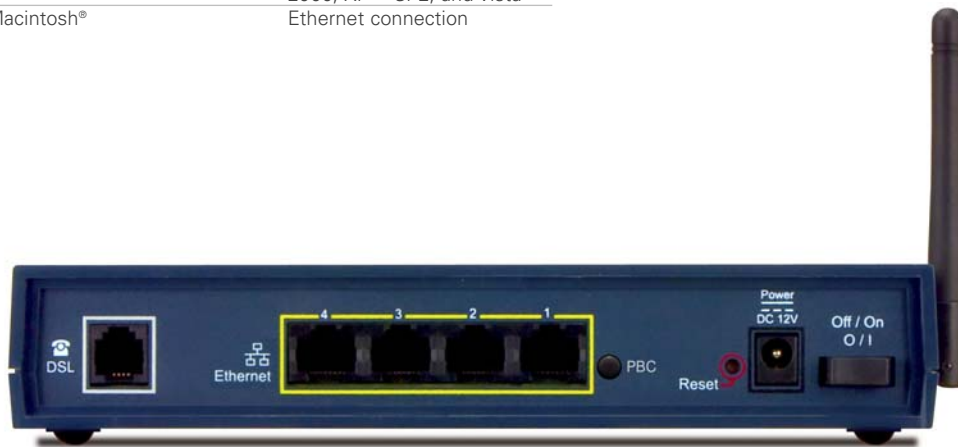 Macintosh® Ethernet connection
4 3 2 1
DSL
Ethernet
PBC
Reset
Power
DC 12V
Off / On
O / I